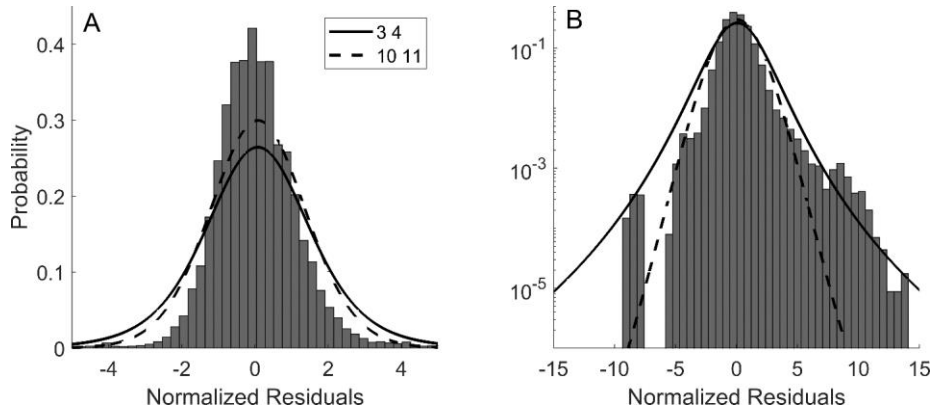 A
3 4
10 11
0.4
0.3
0.2
0.1
0
Probability
-4 -2 0 2 4
Normalized Residuals
B
10-1
10-3
10-5
-15 -10 -5 0 5 10 15
Normalized Residuals